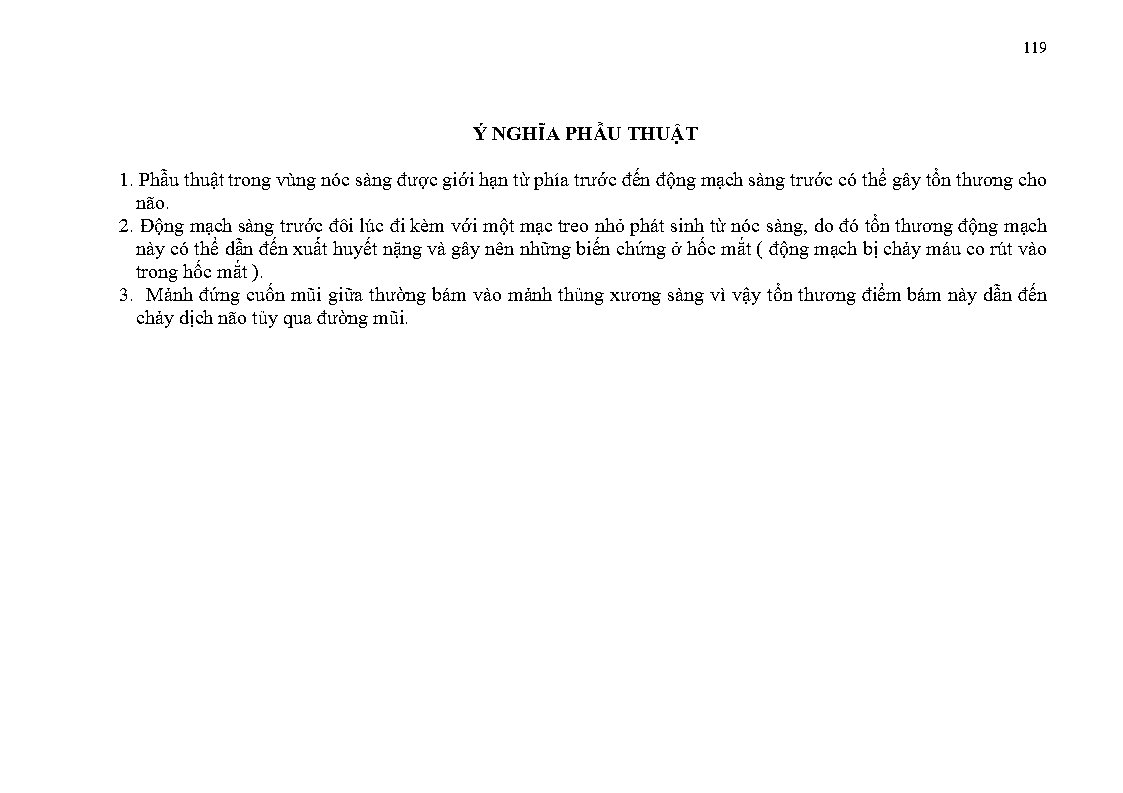 119
Ý NGHĨA PHẪU THUẬT
1. Phẫu thuật trong vùng nóc sàng được giới hạn từ phía trước đến động mạch sàng trước có thể gây tổn thương cho
não.
2. Động mạch sàng trước đôi lúc đi kèm với một mạc treo nhỏ phát sinh từ nóc sàng, do đó tổn thương động mạch
này có thể dẫn đến xuất huyết nặng và gây nên những biến chứng ở hốc mắt ( động mạch bị chảy máu co rút vào
trong hốc mắt ).
3.  Mảnh đứng cuốn mũi giữa thường bám vào mảnh thủng xương sàng vì vậy tổn thương điểm bám này dẫn đến
chảy dịch não tủy qua đường mũi.